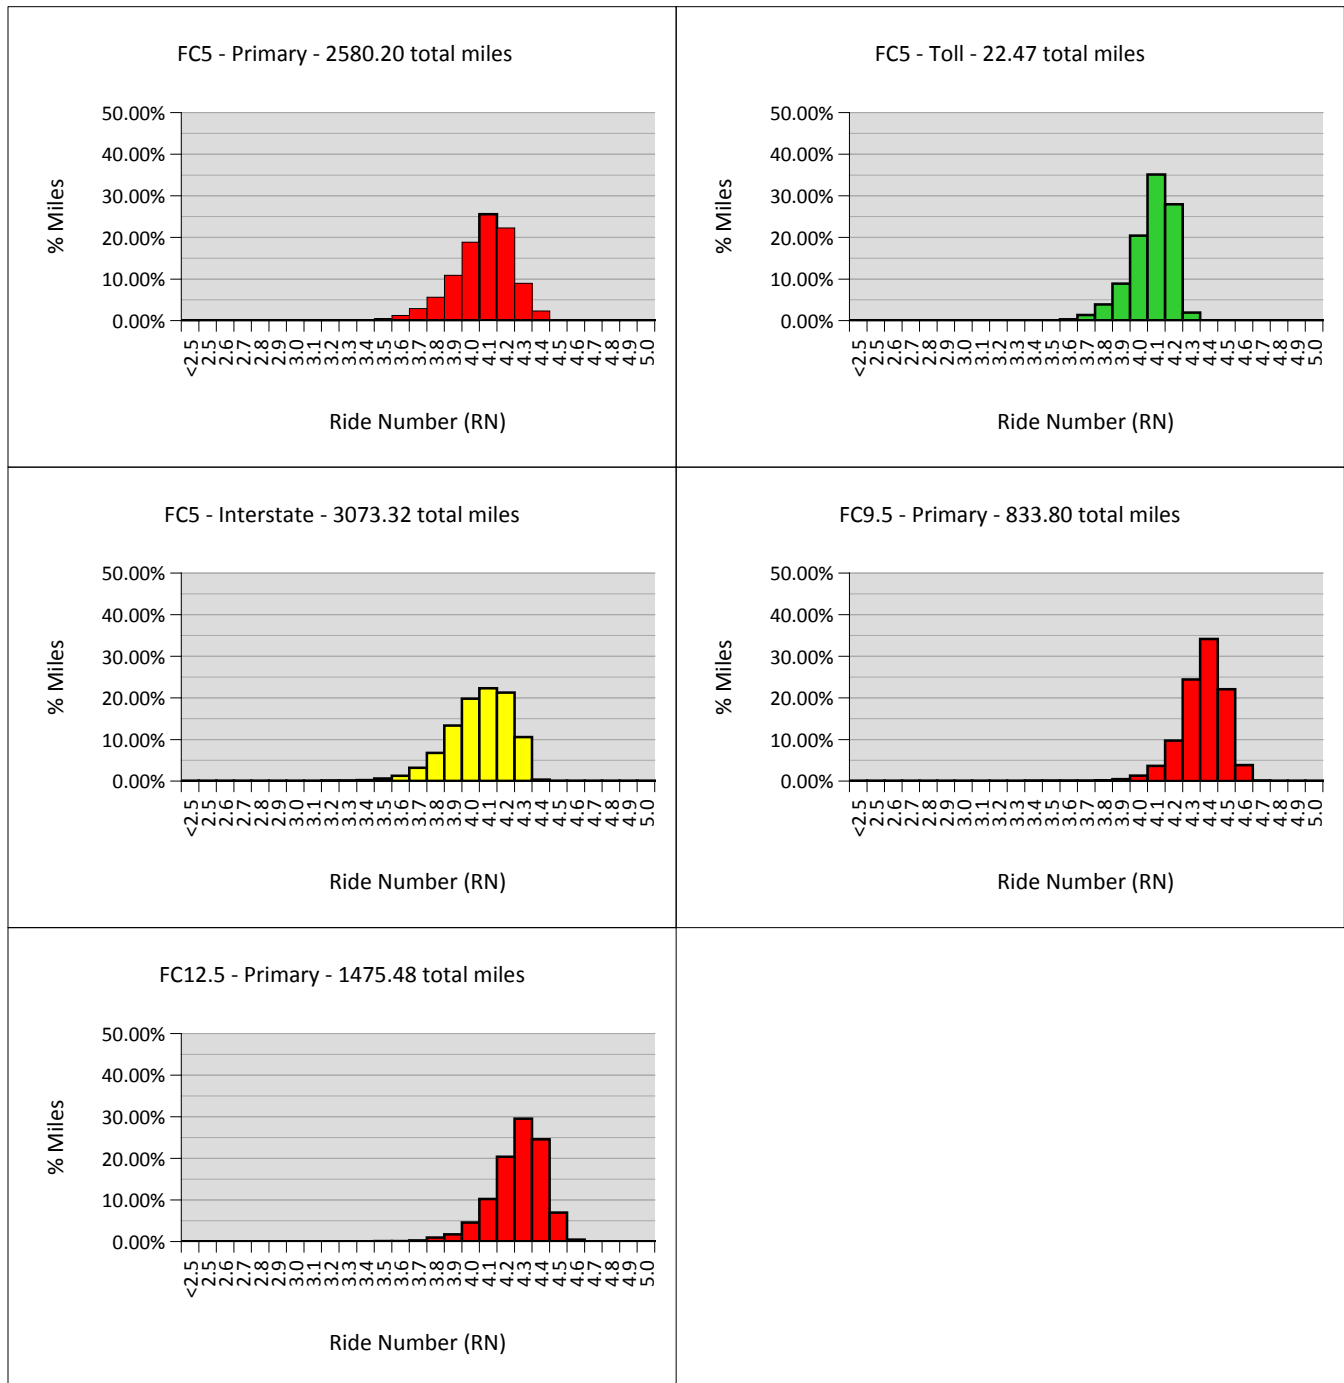 FC5 - Primary - 2580.20 total miles
50.00%
40.00%
30.00%
20.00%
10.00%
0.00%
% Miles
<2.5 2.5 2.6 2.7 2.8 2.9 3.0 3.1 3.2 3.3 3.4 3.5 3.6 3.7 3.8 3.9 4.0 4.1 4.2 4.3 4.4 4.5 4.6 4.7 4.8 4.9 5.0
Ride Number (RN)
FC5 - Toll - 22.47 total miles
50.00%
40.00%
30.00%
20.00%
10.00%
0.00%
% Miles
<2.5 2.5 2.6 2.7 2.8 2.9 3.0 3.1 3.2 3.3 3.4 3.5 3.6 3.7 3.8 3.9 4.0 4.1 4.2 4.3 4.4 4.5 4.6 4.7 4.8 4.9 5.0
Ride Number (RN)
FC5 - Interstate - 3073.32 total miles
50.00%
40.00%
30.00%
20.00%
10.00%
0.00%
% Miles
<2.5 2.5 2.6 2.7 2.8 2.9 3.0 3.1 3.2 3.3 3.4 3.5 3.6 3.7 3.8 3.9 4.0 4.1 4.2 4.3 4.4 4.5 4.6 4.7 4.8 4.9 5.0
Ride Number (RN)
FC9.5 - Primary - 833.80 total miles
50.00%
40.00%
30.00%
20.00%
10.00%
0.00%
% Miles
<2.5 2.5 2.6 2.7 2.8 2.9 3.0 3.1 3.2 3.3 3.4 3.5 3.6 3.7 3.8 3.9 4.0 4.1 4.2 4.3 4.4 4.5 4.6 4.7 4.8 4.9 5.0
Ride Number (RN)
FC12.5 - Primary - 1475.48 total miles
50.00%
40.00%
30.00%
20.00%
10.00%
0.00%
% Miles
<2.5 2.5 2.6 2.7 2.8 2.9 3.0 3.1 3.2 3.3 3.4 3.5 3.6 3.7 3.8 3.9 4.0 4.1 4.2 4.3 4.4 4.5 4.6 4.7 4.8 4.9 5.0
Ride Number (RN)